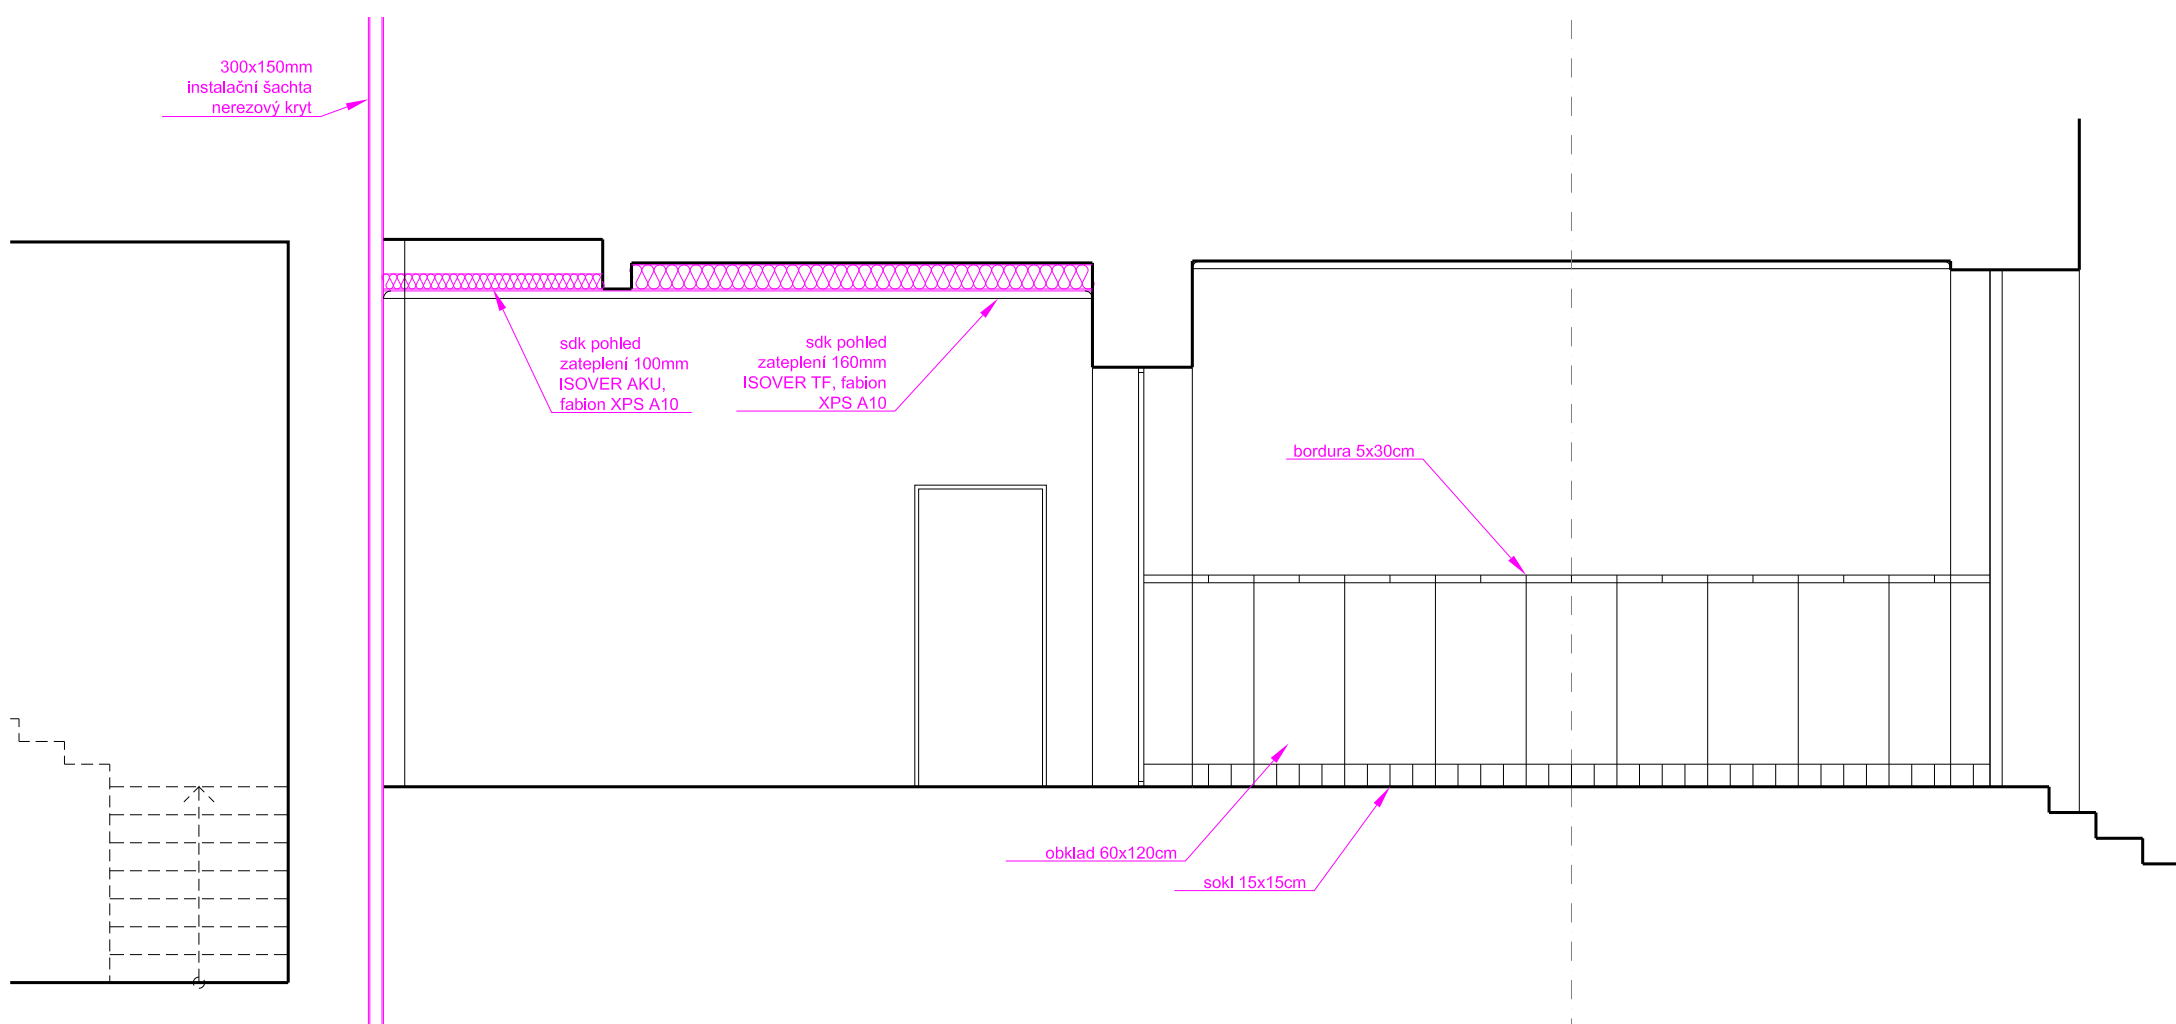 300x150mm
instalační šachta
nerezový kryt
sdk pohled
zateplení 100mm
ISOVER AKU,
fabion XPS A10
sdk pohled
zateplení 160mm
ISOVER TF, fabion
XPS A10
bordura 5x30cm
obklad 60x120cm
sokl 15x15cm